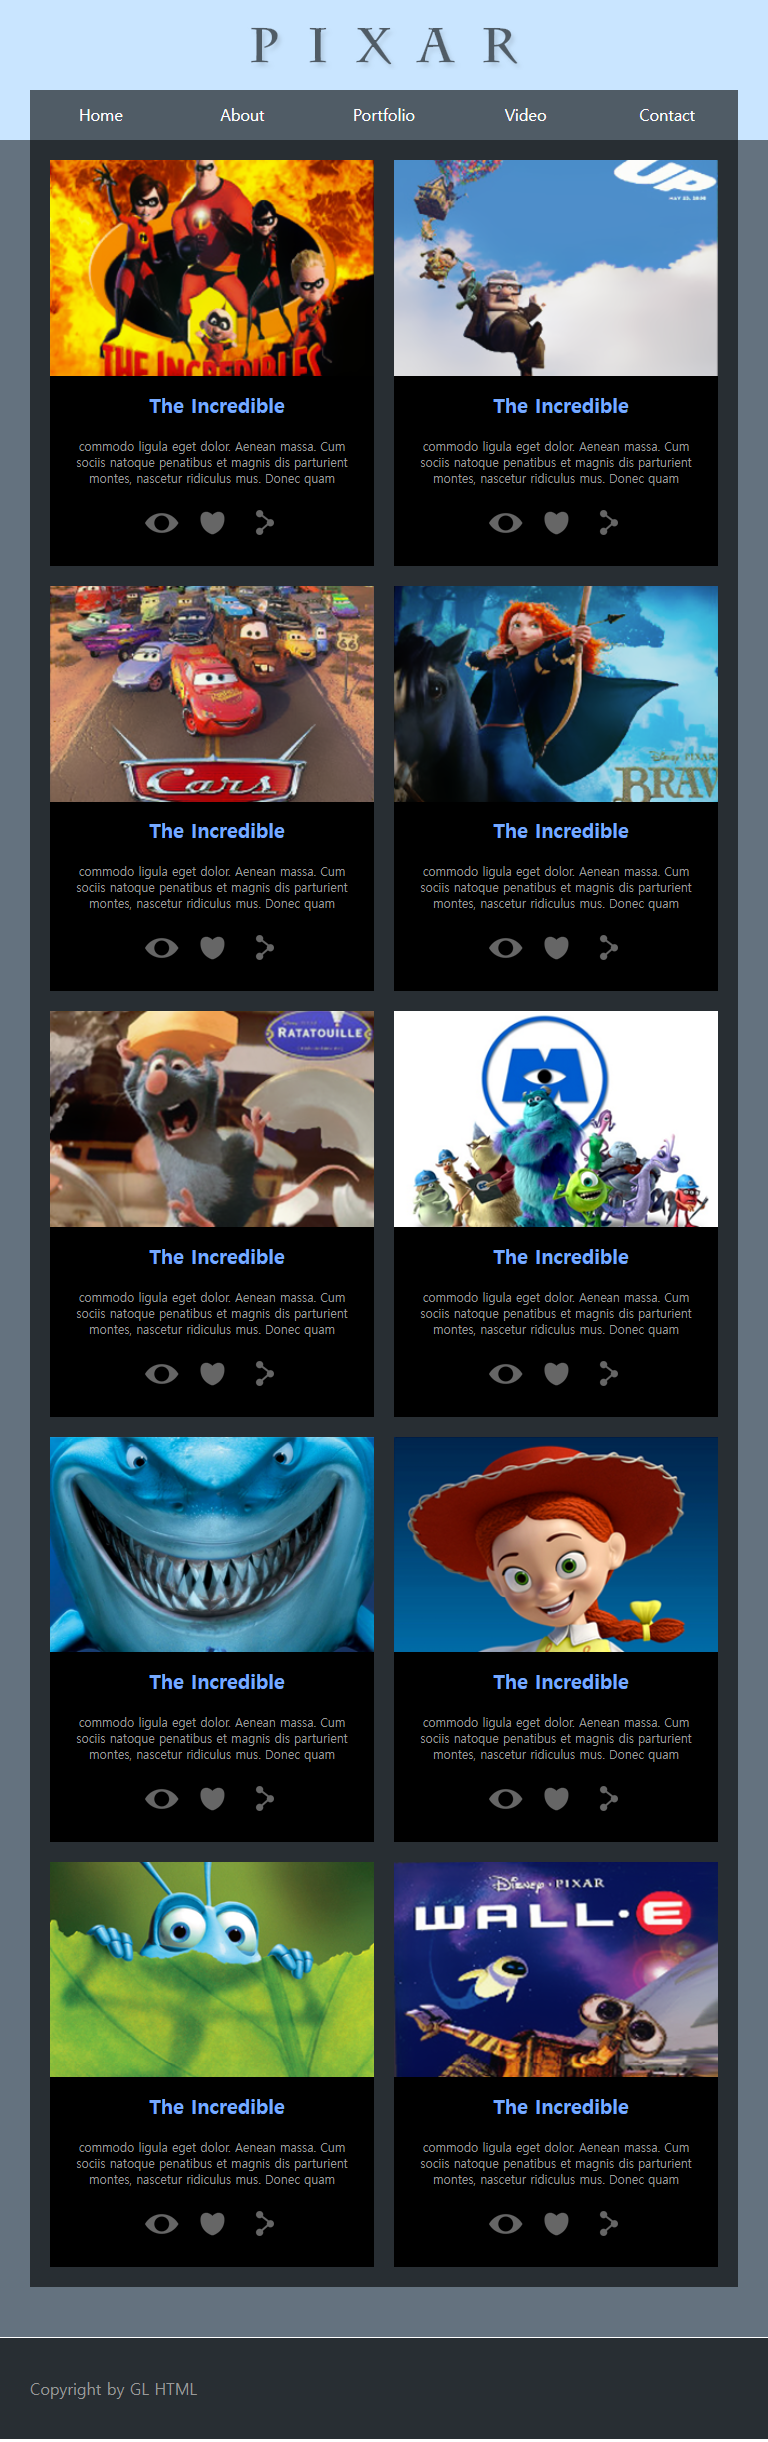 PIXAR
Home About Portfolio Video Contact
THE INCREDIBLES
UP
MAY 29, 2009
The Incredible
The Incredible
commodo ligula eget dolor. Aenean massa. Cum
sociis natoque penatibus et magnis dis parturient
montes, nascetur ridiculus mus. Donec quam
commodo ligula eget dolor. Aenean massa. Cum
sociis natoque penatibus et magnis dis parturient
montes, nascetur ridiculus mus. Donec quam
Cars
Disney PIXAR
BRAV
The Incredible
The Incredible
commodo ligula eget dolor. Aenean massa. Cum
sociis natoque penatibus et magnis dis parturient
montes, nascetur ridiculus mus. Donec quam
commodo ligula eget dolor. Aenean massa. Cum
sociis natoque penatibus et magnis dis parturient
montes, nascetur ridiculus mus. Donec quam
RATATOUILLE
M
The Incredible
The Incredible
commodo ligula eget dolor. Aenean massa. Cum
sociis natoque penatibus et magnis dis parturient
montes, nascetur ridiculus mus. Donec quam
commodo ligula eget dolor. Aenean massa. Cum
sociis natoque penatibus et magnis dis parturient
montes, nascetur ridiculus mus. Donec quam
The Incredible
The Incredible
commodo ligula eget dolor. Aenean massa. Cum
sociis natoque penatibus et magnis dis parturient
montes, nascetur ridiculus mus. Donec quam
commodo ligula eget dolor. Aenean massa. Cum
sociis natoque penatibus et magnis dis parturient
montes, nascetur ridiculus mus. Donec quam
Disney·PIXAR
WALL·E
The Incredible
The Incredible
commodo ligula eget dolor. Aenean massa. Cum
sociis natoque penatibus et magnis dis parturient
montes, nascetur ridiculus mus. Donec quam
commodo ligula eget dolor. Aenean massa. Cum
sociis natoque penatibus et magnis dis parturient
montes, nascetur ridiculus mus. Donec quam
Copyright by GL HTML